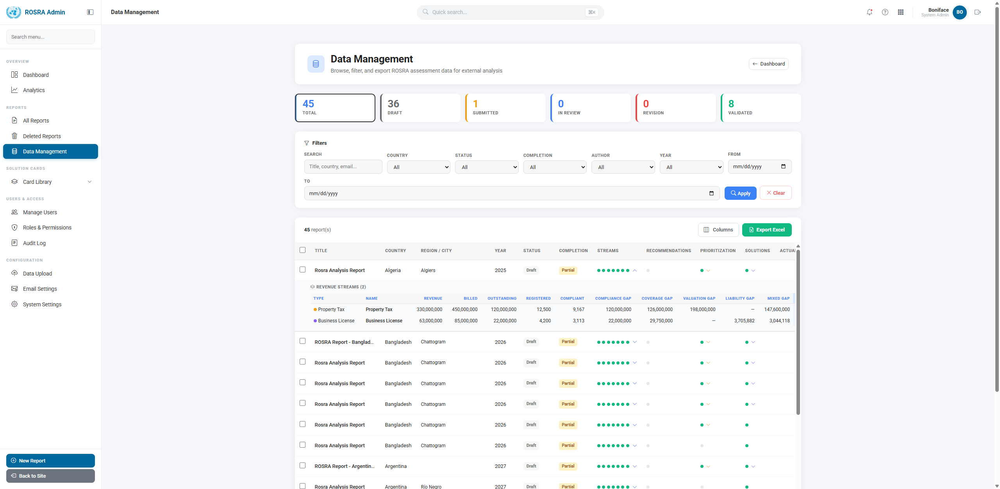 ROSRA Admin
Data Management
Quick search...
⌘K
Boniface
System Admin
BO
Search menu...
OVERVIEW
Dashboard
Analytics
REPORTS
All Reports
Deleted Reports
Data Management
SOLUTION CARDS
Card Library
USERS & ACCESS
Manage Users
Roles & Permissions
Audit Log
CONFIGURATION
Data Upload
Email Settings
System Settings
New Report
Back to Site
Data Management
Browse, filter, and export ROSRA assessment data for external analysis
← Dashboard
45
TOTAL
36
DRAFT
1
SUBMITTED
0
IN REVIEW
0
REVISION
8
VALIDATED
Filters
SEARCH COUNTRY STATUS COMPLETION AUTHOR YEAR FROM
Title, country, email... All All All All All mm/dd/yyyy
TO
mm/dd/yyyy
Apply
Clear
45 report(s)
Columns
Export Excel
TITLE COUNTRY REGION / CITY YEAR STATUS COMPLETION STREAMS RECOMMENDATIONS PRIORITIZATION SOLUTIONS ACTUA
Rosra Analysis Report Algeria Algiers 2025 Draft Partial
REVENUE STREAMS (2)
TYPE NAME REVENUE BILLED OUTSTANDING REGISTERED COMPLIANT COMPLIANCE GAP COVERAGE GAP VALUATION GAP LIABILITY GAP MIXED GAP
Property Tax Property Tax 330,000,000 450,000,000 120,000,000 12,500 9,167 120,000,000 126,000,000 198,000,000 — 147,600,000
Business License Business License 63,000,000 85,000,000 22,000,000 4,200 3,113 22,000,000 29,750,000 — 3,705,882 3,044,118
ROSRA Report - Banglad... Bangladesh Chattogram 2026 Draft Partial
Rosra Analysis Report Bangladesh Chattogram 2026 Draft Partial
Rosra Analysis Report Bangladesh Chattogram 2026 Draft Partial
Rosra Analysis Report Bangladesh Chattogram 2026 Draft Partial
Rosra Analysis Report Bangladesh Chattogram 2026 Draft Partial
Rosra Analysis Report Bangladesh Chattogram 2026 Draft Partial
ROSRA Report - Argentin... Argentina 2027 Draft Partial
Rosra Analysis Report Argentina Río Negro 2027 Draft Partial